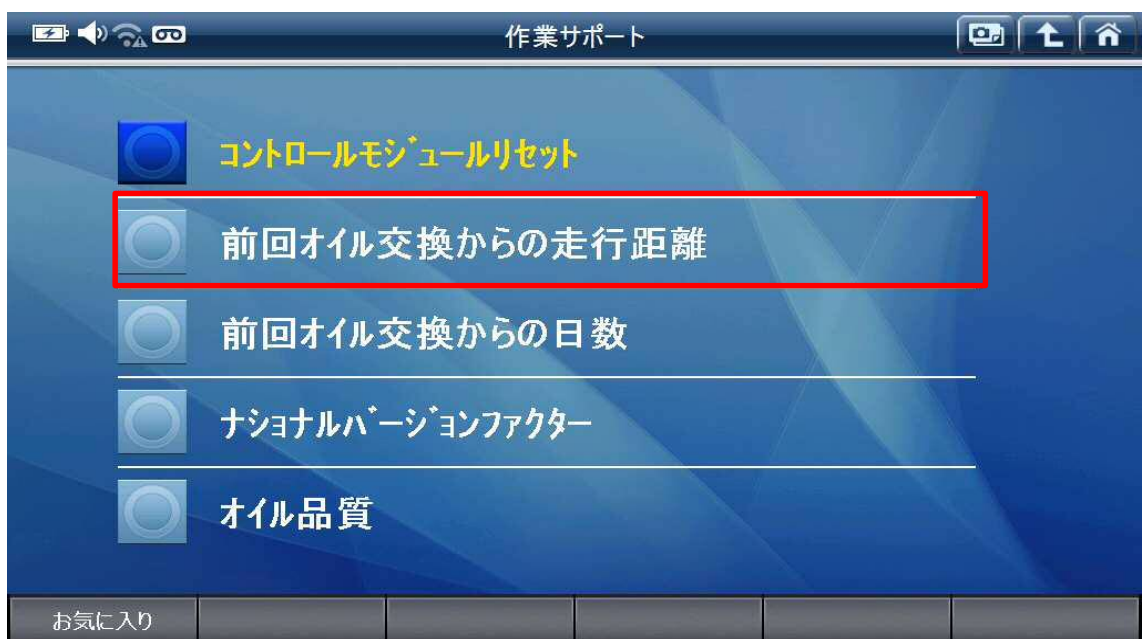 作業サポート
コントロールモジュールリセット
前回オイル交換からの走行距離
前回オイル交換からの日数
ナショナルバージョンファクター
オイル品質
お気に入り